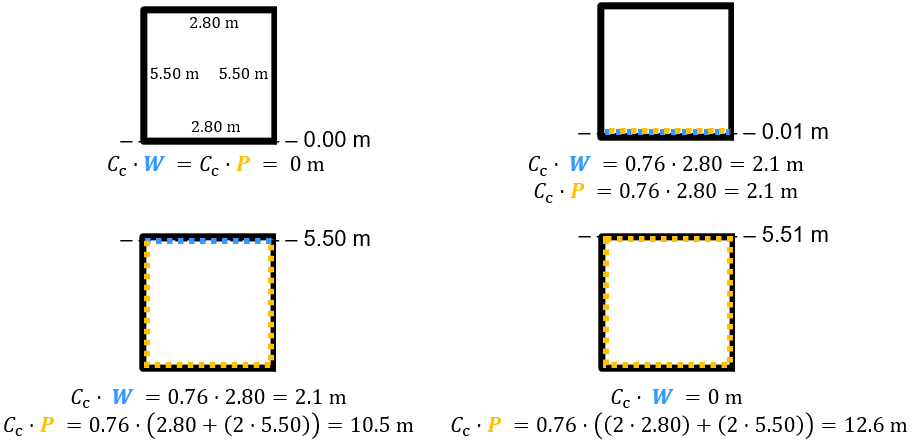 2.80 m
5.50 m 5.50 m
2.80 m
– 0.00 m
C_c · W = C_c · P = 0 m
– 0.01 m
C_c · W = 0.76 · 2.80 = 2.1 m
C_c · P = 0.76 · 2.80 = 2.1 m
– 5.50 m
C_c · W = 0.76 · 2.80 = 2.1 m
C_c · P = 0.76 · (2.80 + (2 · 5.50)) = 10.5 m
– 5.51 m
C_c · W = 0 m
C_c · P = 0.76 · ((2 · 2.80) + (2 · 5.50)) = 12.6 m